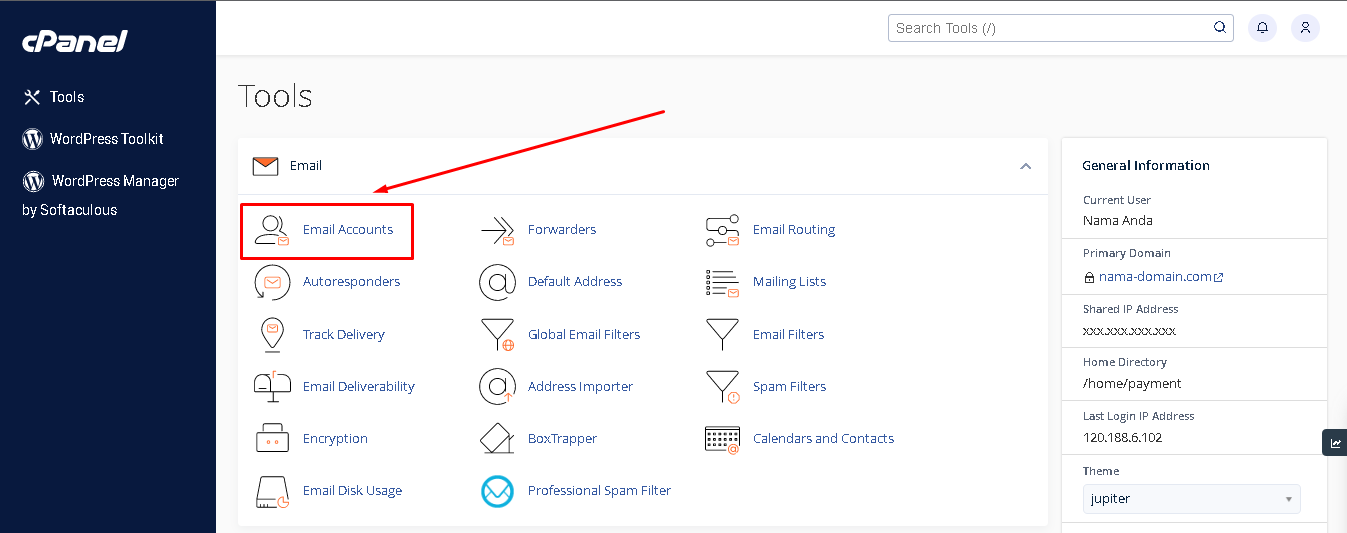 cPanel
Search Tools (/)
Tools
WordPress Toolkit
WordPress Manager
by Softaculous
Tools
Email
Email Accounts
Forwarders
Email Routing
Autoresponders
Default Address
Mailing Lists
Track Delivery
Global Email Filters
Email Filters
Email Deliverability
Address Importer
Spam Filters
Encryption
BoxTrapper
Calendars and Contacts
Email Disk Usage
Professional Spam Filter
General Information
Current User
Nama Anda
Primary Domain
nama-domain.com
Shared IP Address
xxx.xxx.xxx.xxx
Home Directory
/home/payment
Last Login IP Address
120.188.6.102
Theme
jupiter